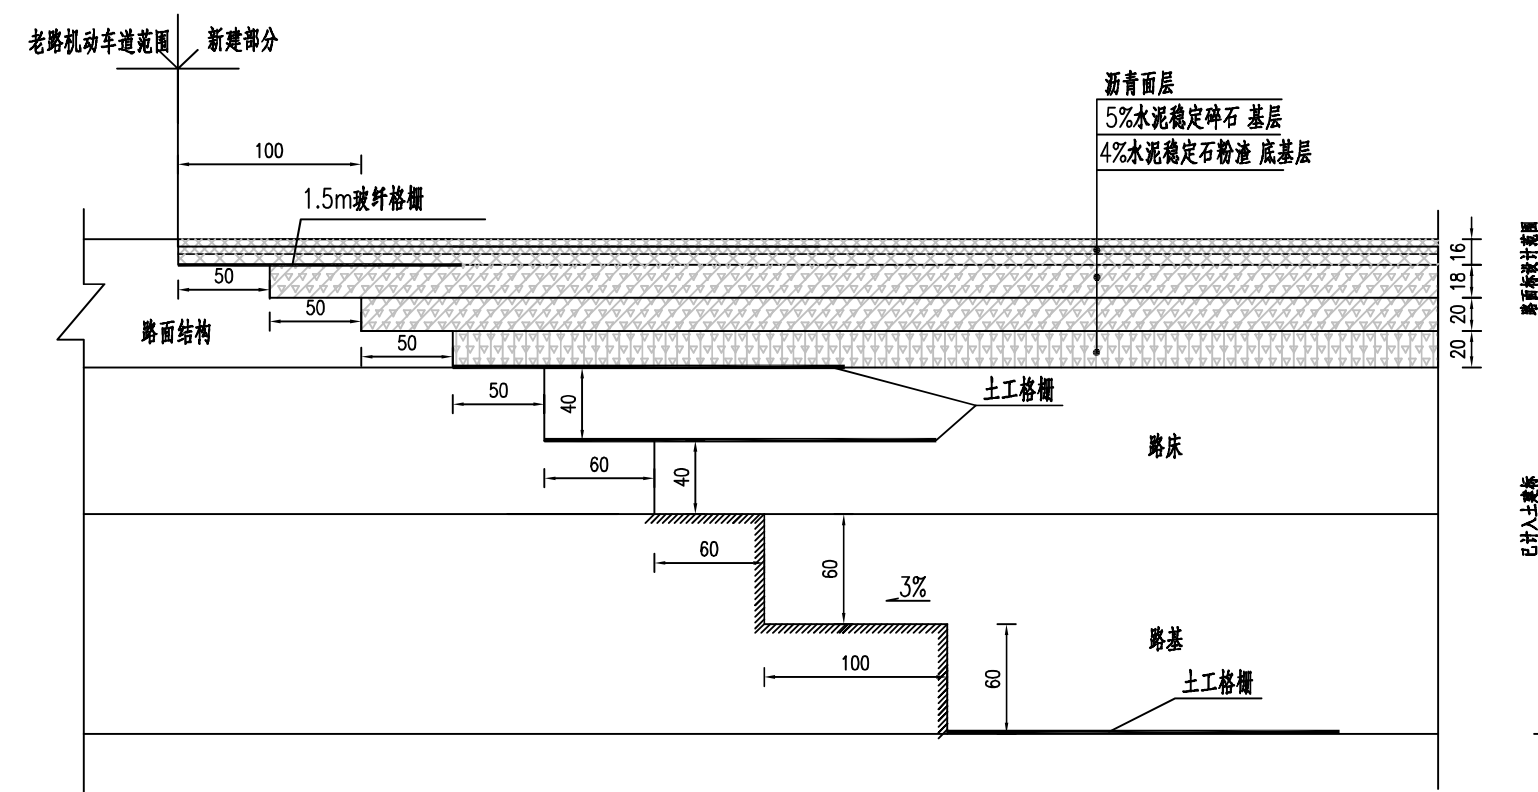 老路机动车道范围 新建部分
沥青面层
5%水泥稳定碎石 基层
4%水泥稳定石粉渣 底基层
100
1.5m玻纤格栅
50
50
50
50
60
60
100
40
40
60
60
3%
16
18
20
20
路面结构
土工格栅
路床
路基
土工格栅
路面标设计范围
已计入土建标